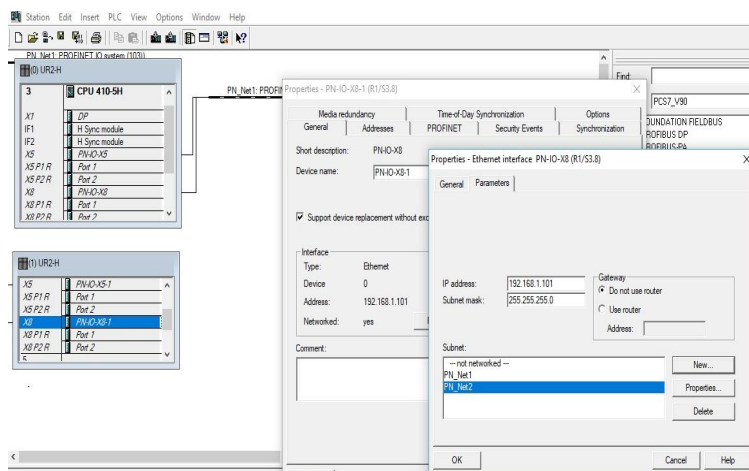 Station Edit Insert PLC View Options Window Help
PN_Net1: PROFINET IO system (103))
(0) UR2-H
3 CPU 410-5H
X1 DP
IF1 H Sync module
IF2 H Sync module
X5 PN-IO-X5
X5 P1 R Port 1
X5 P2 R Port 2
X8 PN-IO-X8
X8 P1 R Port 1
X8 P2 R Port 2
PN_Net1: PROFI
(1) UR2-H
X5 PN-IO-X5-1
X5 P1 R Port 1
X5 P2 R Port 2
X8 PN-IO-X8-1
X8 P1 R Port 1
X8 P2 R Port 2
Properties - PN-IO-X8-1 (R1/S3.8)
Media redundancy Time-of-Day Synchronization Options
General Addresses PROFINET Security Events Synchronization
Short description: PN-IO-X8
Device name: PN-IO-X8-1
Support device replacement without exc
Interface
Type: Ethernet
Device 0
Address: 192.168.1.101
Networked: yes
Comment:
Find:
PCS7_V90
OUNDATION FIELDBUS
ROFIBUS DP
ROFIBUS-PA
Properties - Ethernet interface PN-IO-X8 (R1/S3.8)
General Parameters
IP address: 192.168.1.101
Subnet mask: 255.255.255.0
Gateway
Do not use router
Use router
Address:
Subnet:
--- not networked ---
PN_Net1
PN_Net2
New...
Properties...
Delete
OK Cancel Help